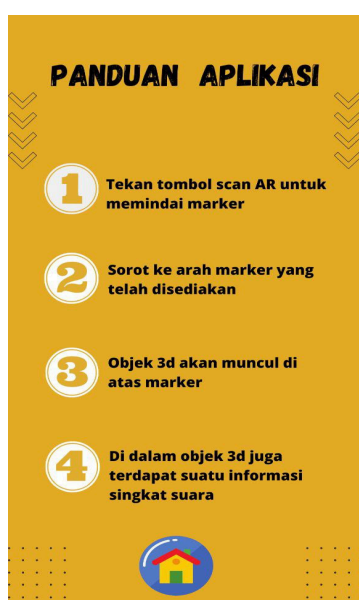 PANDUAN APLIKASI
1
Tekan tombol scan AR untuk
memindai marker
2
Sorot ke arah marker yang
telah disediakan
3
Objek 3d akan muncul di
atas marker
4
Di dalam objek 3d juga
terdapat suatu informasi
singkat suara